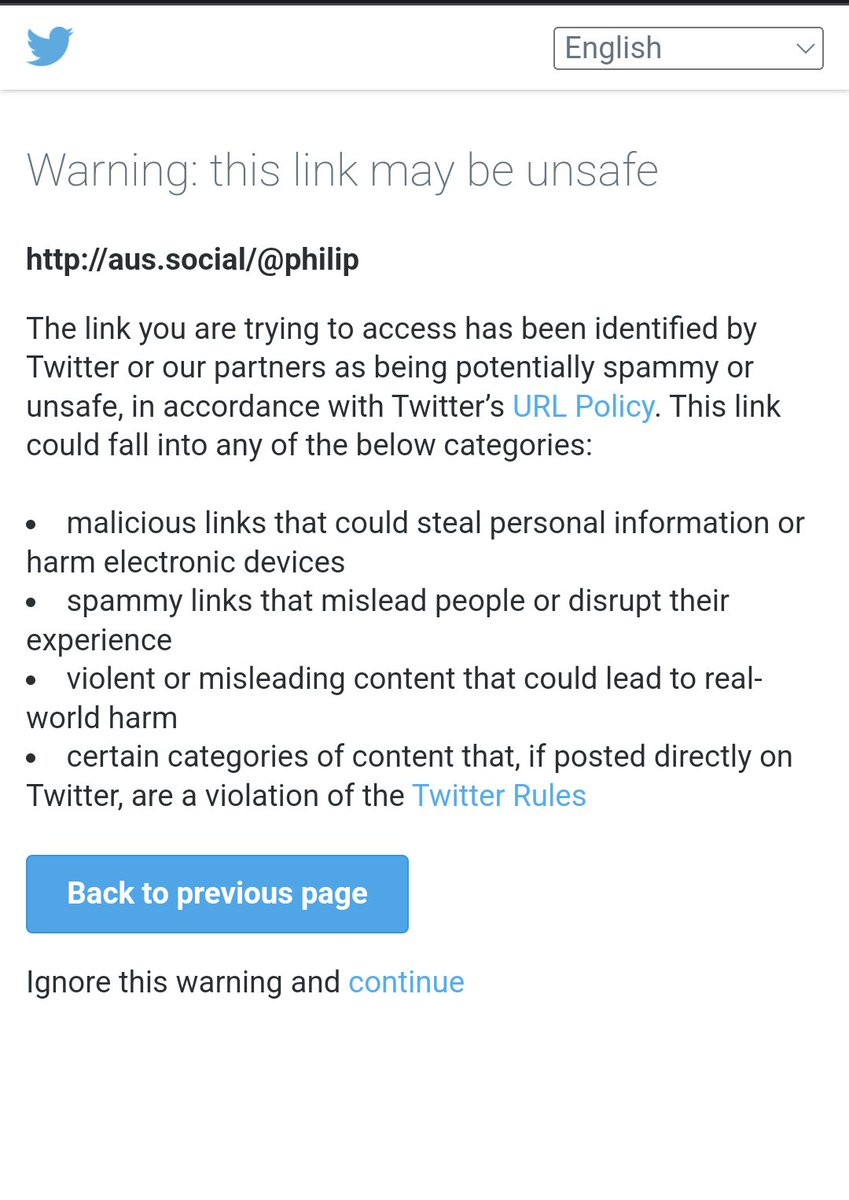 English
Warning: this link may be unsafe
http://aus.social/@philip
The link you are trying to access has been identified by
Twitter or our partners as being potentially spammy or
unsafe, in accordance with Twitter’s URL Policy. This link
could fall into any of the below categories:
• malicious links that could steal personal information or
harm electronic devices
• spammy links that mislead people or disrupt their
experience
• violent or misleading content that could lead to real-
world harm
• certain categories of content that, if posted directly on
Twitter, are a violation of the Twitter Rules
Back to previous page
Ignore this warning and continue